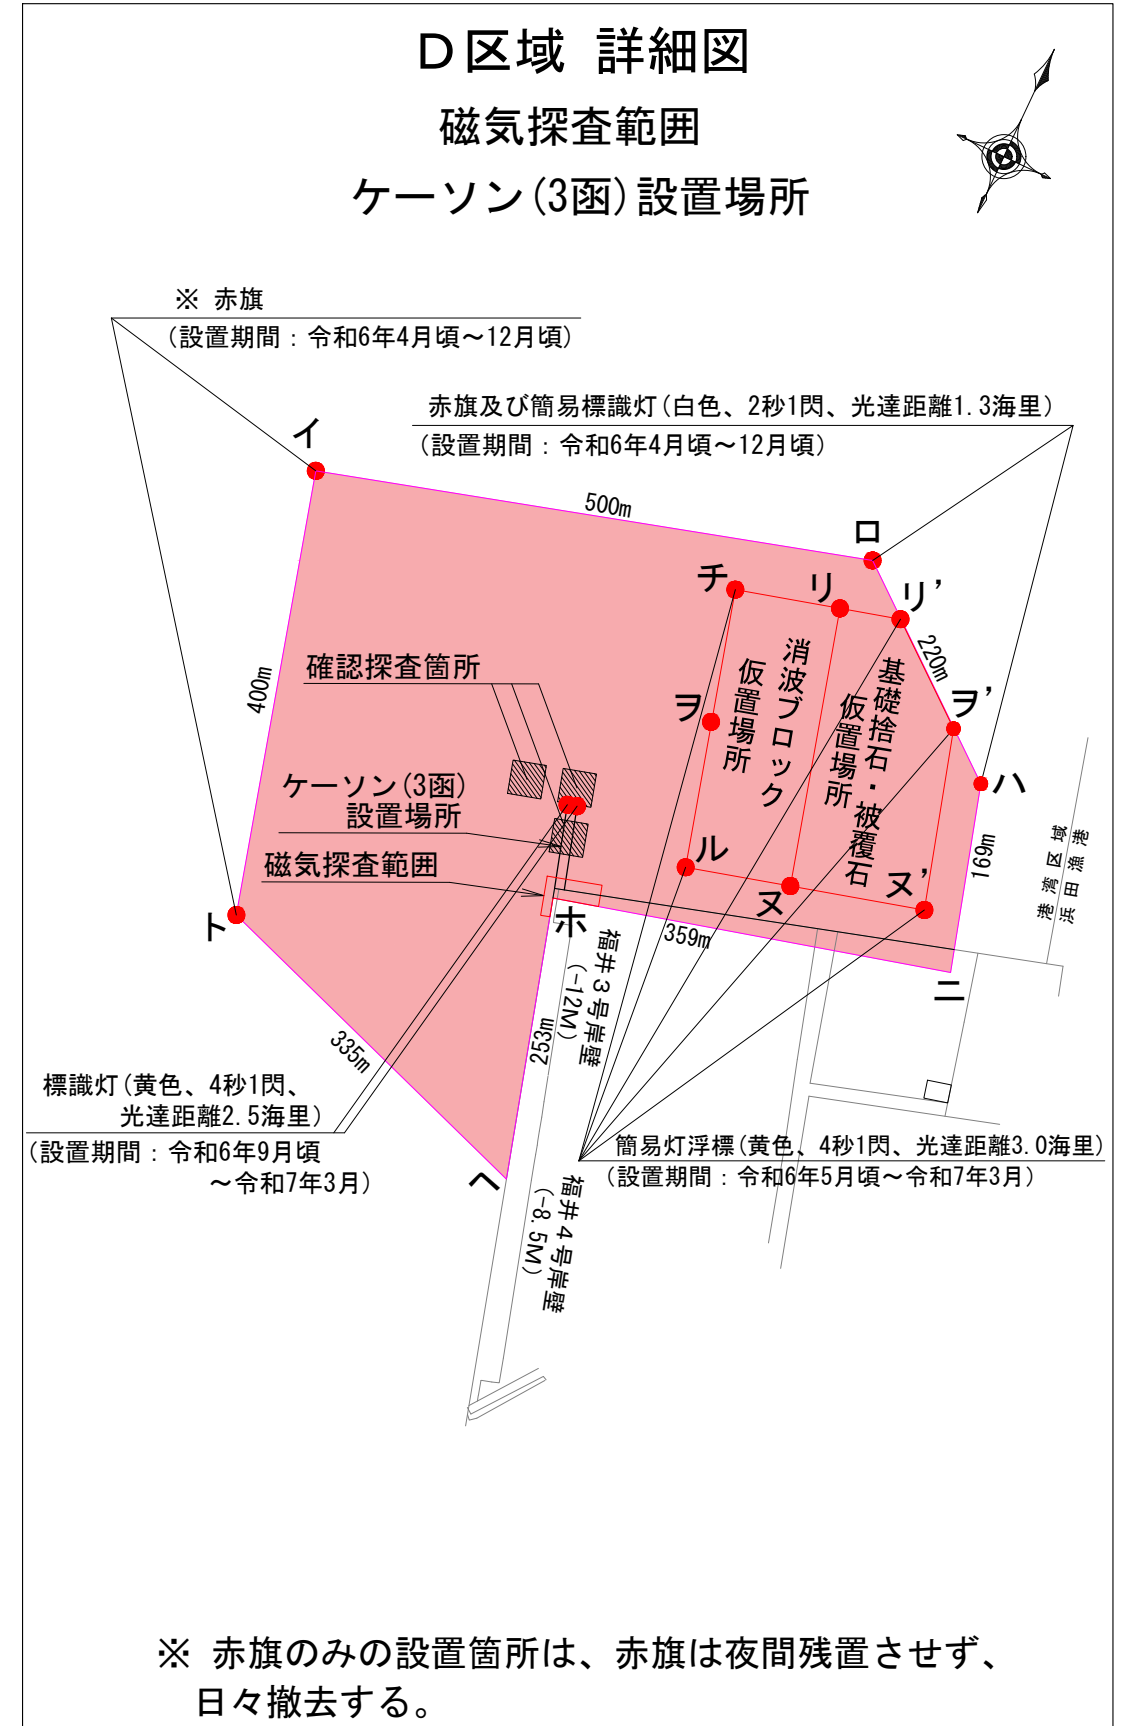 D区域 詳細図
磁気探査範囲
ケーソン(3函)設置場所
※ 赤旗
(設置期間：令和6年4月頃～12月頃)
赤旗及び簡易標識灯(白色、2秒1閃、光達距離1.3海里)
(設置期間：令和6年4月頃～12月頃)
イ
500m
ロ
チ
リ
リ’
220m
400m
確認探査箇所
消波ブロック
仮置場所
基礎捨石・被覆石
仮置場所
ヲ
ヲ’
ハ
ケーソン(3函)
設置場所
磁気探査範囲
ル
ヌ
ヌ’
169m
港湾区域
浜田漁港
ト
ホ
359m
ニ
福井３号岸壁
(-12M)
253m
335m
標識灯(黄色、4秒1閃、
光達距離2.5海里)
(設置期間：令和6年9月頃
～令和7年3月)
ヘ
簡易灯浮標(黄色、4秒1閃、光達距離3.0海里)
(設置期間：令和6年5月頃～令和7年3月)
福井４号岸壁
(-8.5M)
※ 赤旗のみの設置箇所は、赤旗は夜間残置させず、
日々撤去する。